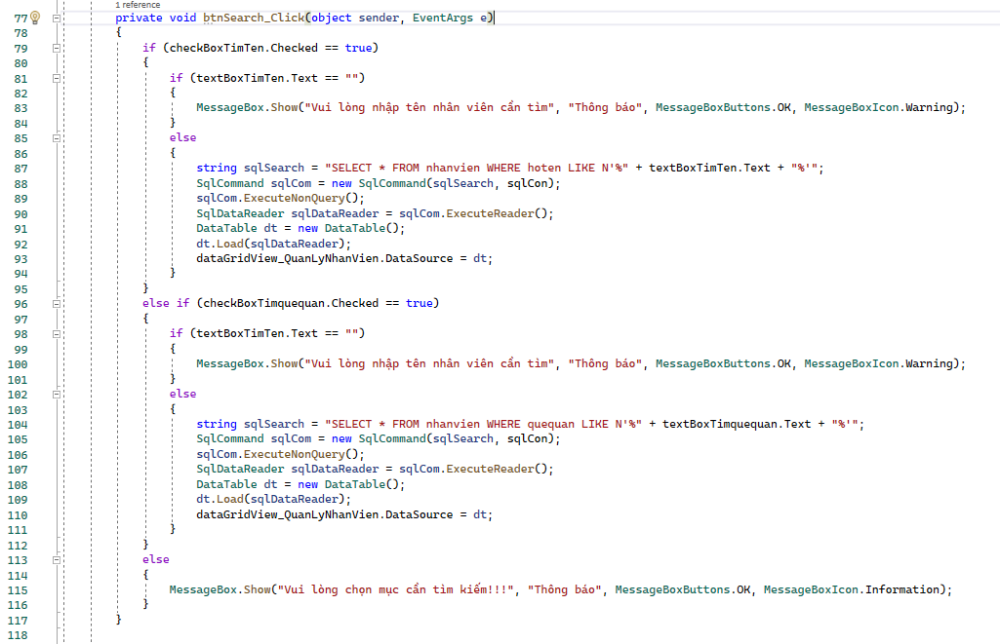 1 reference
77 private void btnSearch_Click(object sender, EventArgs e)
78 {
79 if (checkBoxTimTen.Checked == true)
80 {
81 if (textBoxTimTen.Text == "")
82 {
83 MessageBox.Show("Vui lòng nhập tên nhân viên cần tìm", "Thông báo", MessageBoxButtons.OK, MessageBoxIcon.Warning);
84 }
85 else
86 {
87 string sqlSearch = "SELECT * FROM nhanvien WHERE hoten LIKE N'%" + textBoxTimTen.Text + "%'";
88 SqlCommand sqlCom = new SqlCommand(sqlSearch, sqlCon);
89 sqlCom.ExecuteNonQuery();
90 SqlDataReader sqlDataReader = sqlCom.ExecuteReader();
91 DataTable dt = new DataTable();
92 dt.Load(sqlDataReader);
93 dataGridView_QuanLyNhanVien.DataSource = dt;
94 }
95 }
96 else if (checkBoxTimquequan.Checked == true)
97 {
98 if (textBoxTimTen.Text == "")
99 {
100 MessageBox.Show("Vui lòng nhập tên nhân viên cần tìm", "Thông báo", MessageBoxButtons.OK, MessageBoxIcon.Warning);
101 }
102 else
103 {
104 string sqlSearch = "SELECT * FROM nhanvien WHERE quequan LIKE N'%" + textBoxTimquequan.Text + "%'";
105 SqlCommand sqlCom = new SqlCommand(sqlSearch, sqlCon);
106 sqlCom.ExecuteNonQuery();
107 SqlDataReader sqlDataReader = sqlCom.ExecuteReader();
108 DataTable dt = new DataTable();
109 dt.Load(sqlDataReader);
110 dataGridView_QuanLyNhanVien.DataSource = dt;
111 }
112 }
113 else
114 {
115 MessageBox.Show("Vui lòng chọn mục cần tìm kiếm!!!", "Thông báo", MessageBoxButtons.OK, MessageBoxIcon.Information);
116 }
117 }
118